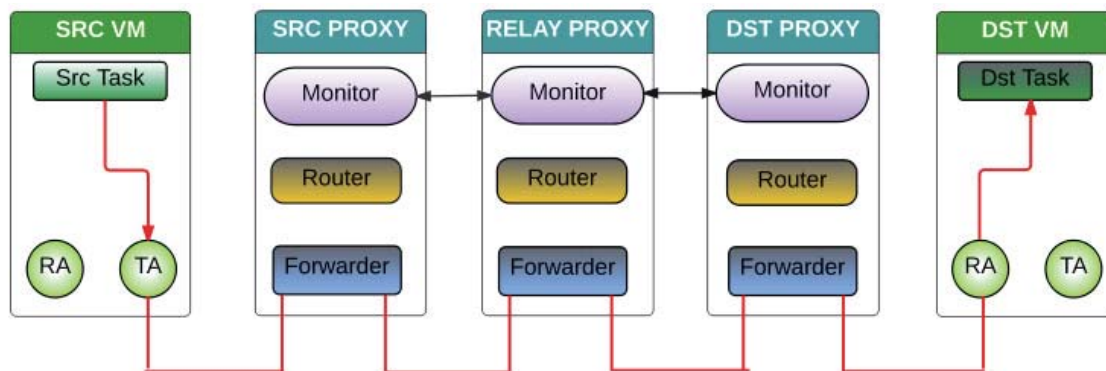 SRC VM
SRC PROXY
RELAY PROXY
DST PROXY
DST VM
Src Task
Monitor
Monitor
Monitor
Dst Task
Router
Router
Router
RA
TA
Forwarder
Forwarder
Forwarder
RA
TA